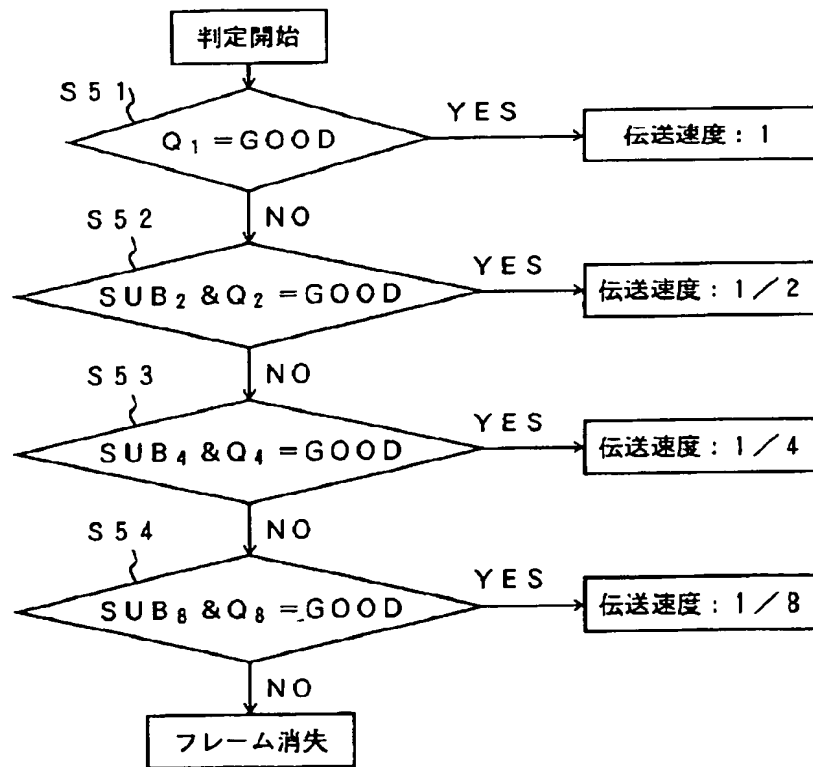 判定開始
S51
Q₁=GOOD
YES
伝送速度：1
NO
S52
SUB₂&Q₂=GOOD
YES
伝送速度：1／2
NO
S53
SUB₄&Q₄=GOOD
YES
伝送速度：1／4
NO
S54
SUB₈&Q₈=GOOD
YES
伝送速度：1／8
NO
フレーム消失